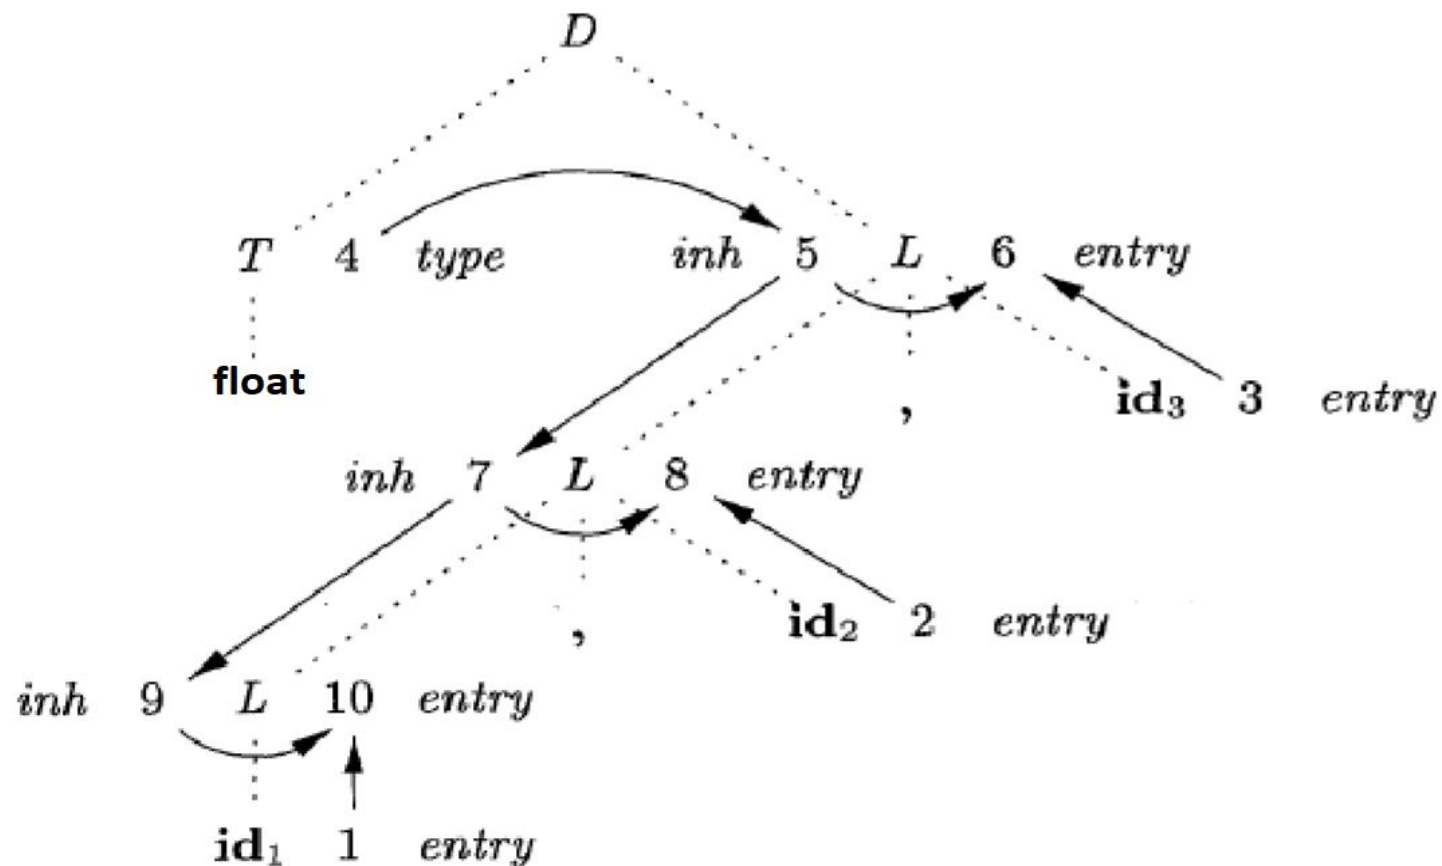 D
T 4 type inh 5 L 6 entry
float , id₃ 3 entry
inh 7 L 8 entry
, id₂ 2 entry
inh 9 L 10 entry
id₁ 1 entry